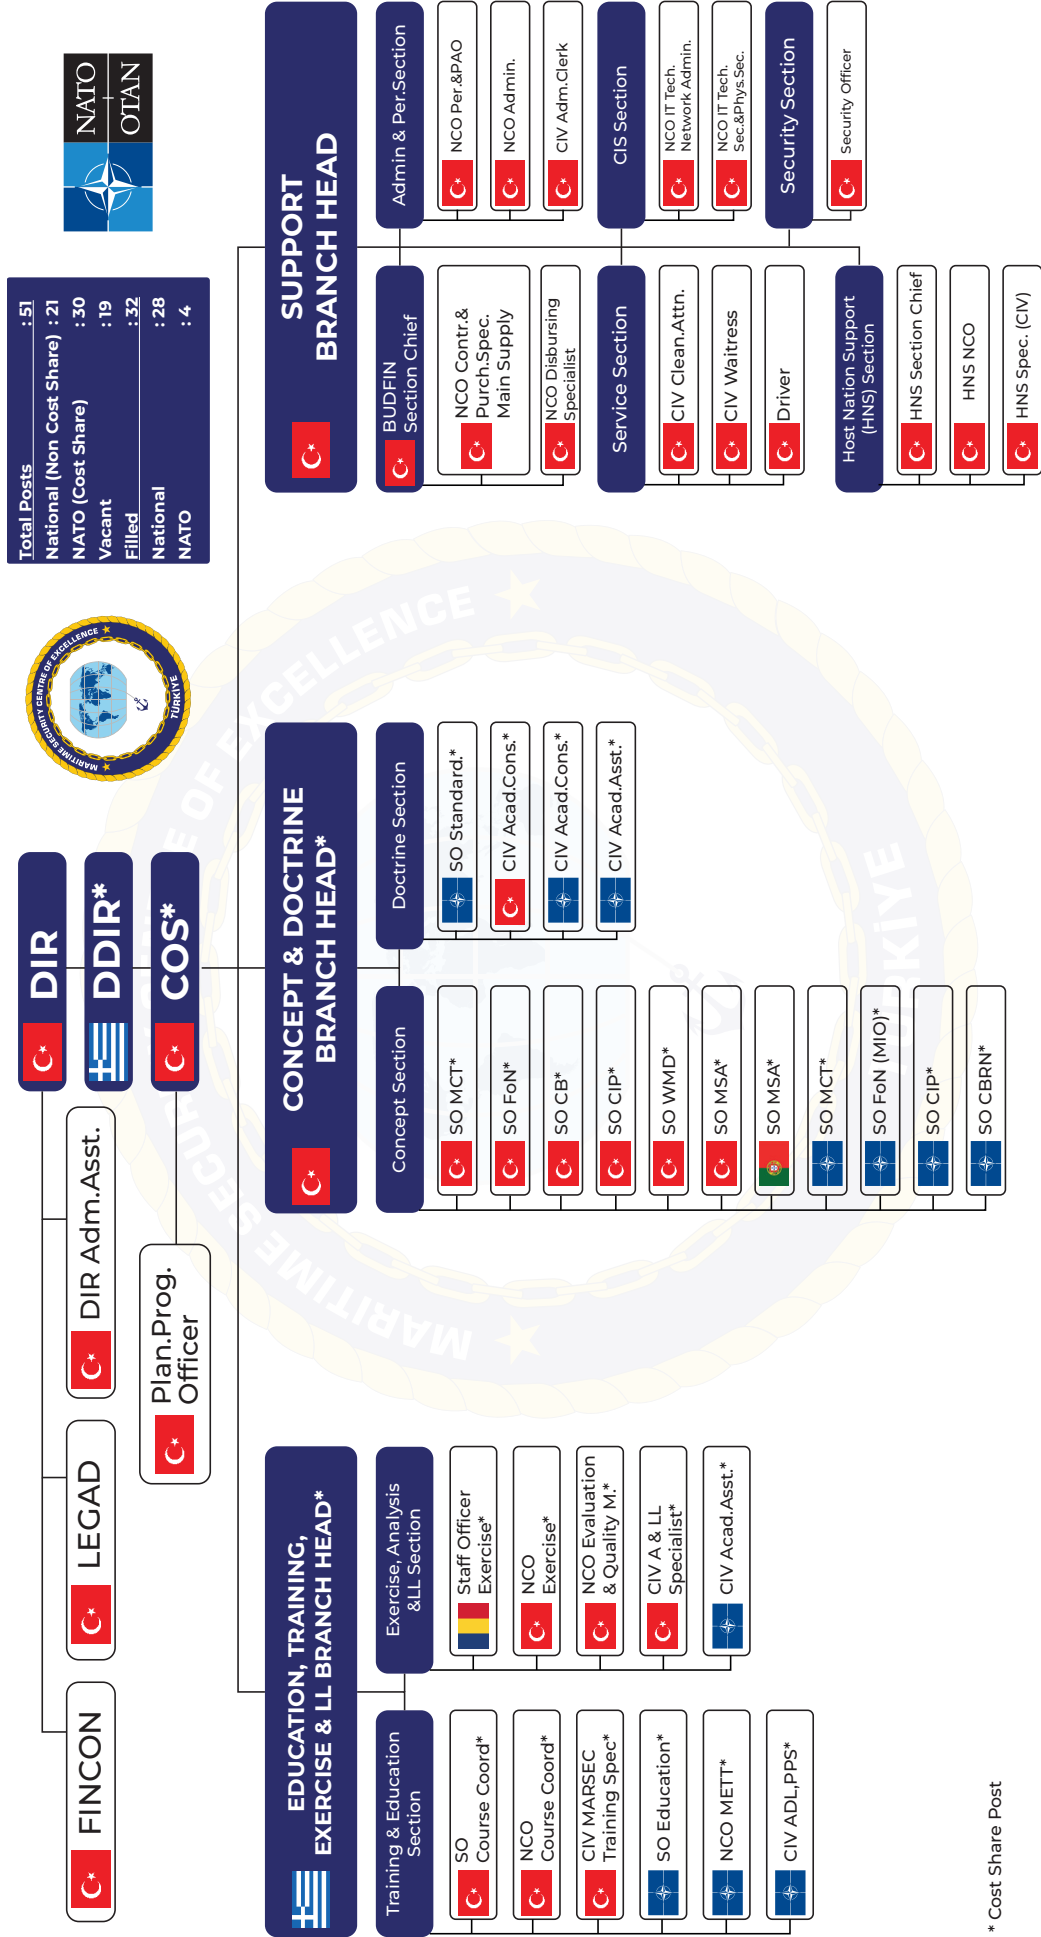 NATO
OTAN
MARITIME SECURITY CENTRE OF EXCELLENCE
TÜRKİYE
Total Posts : 51
National (Non Cost Share) : 21
NATO (Cost Share) : 30
Vacant : 19
Filled : 32
National : 28
NATO : 4
DIR
DDIR*
COS*
FINCON
LEGAD
DIR Adm.Asst.
Plan.Prog.
Officer
EDUCATION, TRAINING,
EXERCISE & LL BRANCH HEAD*
Training & Education
Section
SO
Course Coord*
NCO
Course Coord*
CIV MARSEC
Training Spec*
SO Education*
NCO METT*
CIV ADL,PPS*
Exercise, Analysis
&LL Section
Staff Officer
Exercise*
NCO
Exercise*
NCO Evaluation
& Quality M.*
CIV A & LL
Specialist*
CIV Acad.Asst.*
CONCEPT & DOCTRINE
BRANCH HEAD*
Concept Section
SO MCT*
SO FoN*
SO CB*
SO CIP*
SO WMD*
SO MSA*
SO MSA*
SO MCT*
SO FoN (MIO)*
SO CIP*
SO CBRN*
Doctrine Section
SO Standard.*
CIV Acad.Cons.*
CIV Acad.Cons.*
CIV Acad.Asst.*
SUPPORT
BRANCH HEAD
BUDFIN
Section Chief
NCO Contr.&
Purch.Spec.
Main Supply
NCO Disbursing
Specialist
Service Section
CIV Clean.Attn.
CIV Waitress
Driver
Host Nation Support
(HNS) Section
HNS Section Chief
HNS NCO
HNS Spec. (CIV)
Admin & Per.Section
NCO Per.&PAO
NCO Admin.
CIV Adm.Clerk
CIS Section
NCO IT Tech.
Network Admin.
NCO IT Tech.
Sec.&Phys.Sec.
Security Section
Security Officer
MARITIME SECURITY CENTRE OF EXCELLENCE
TÜRKİYE
* Cost Share Post